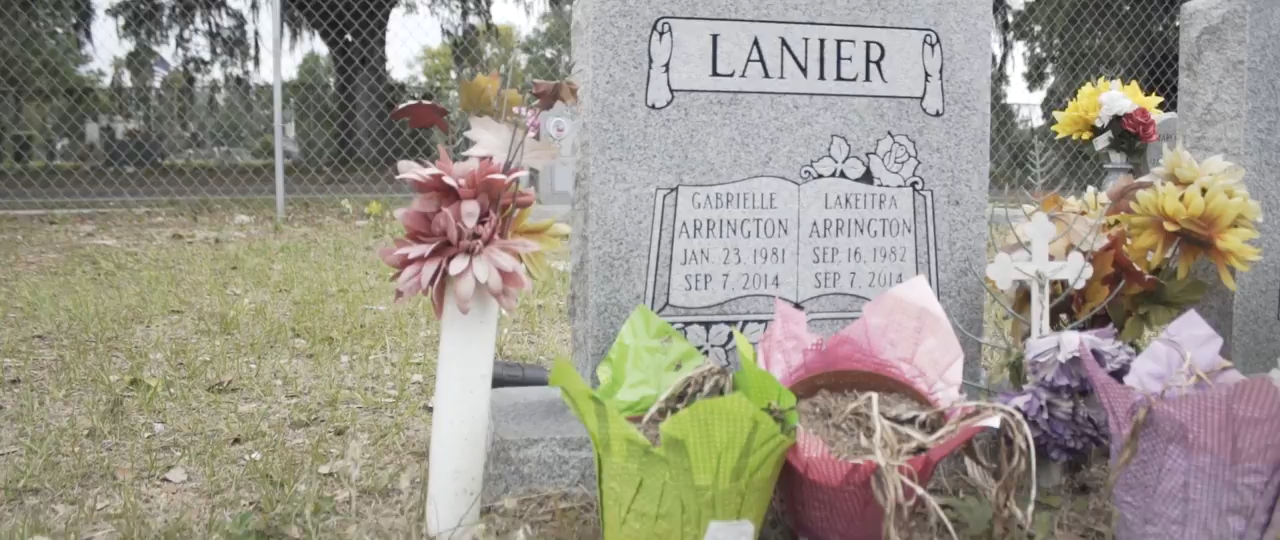 LANIER
GABRIELLE
ARRINGTON
JAN. 23, 1981
SEP 7, 2014
LAKEITRA
ARRINGTON
SEP. 16, 1982
SEP 7, 2014